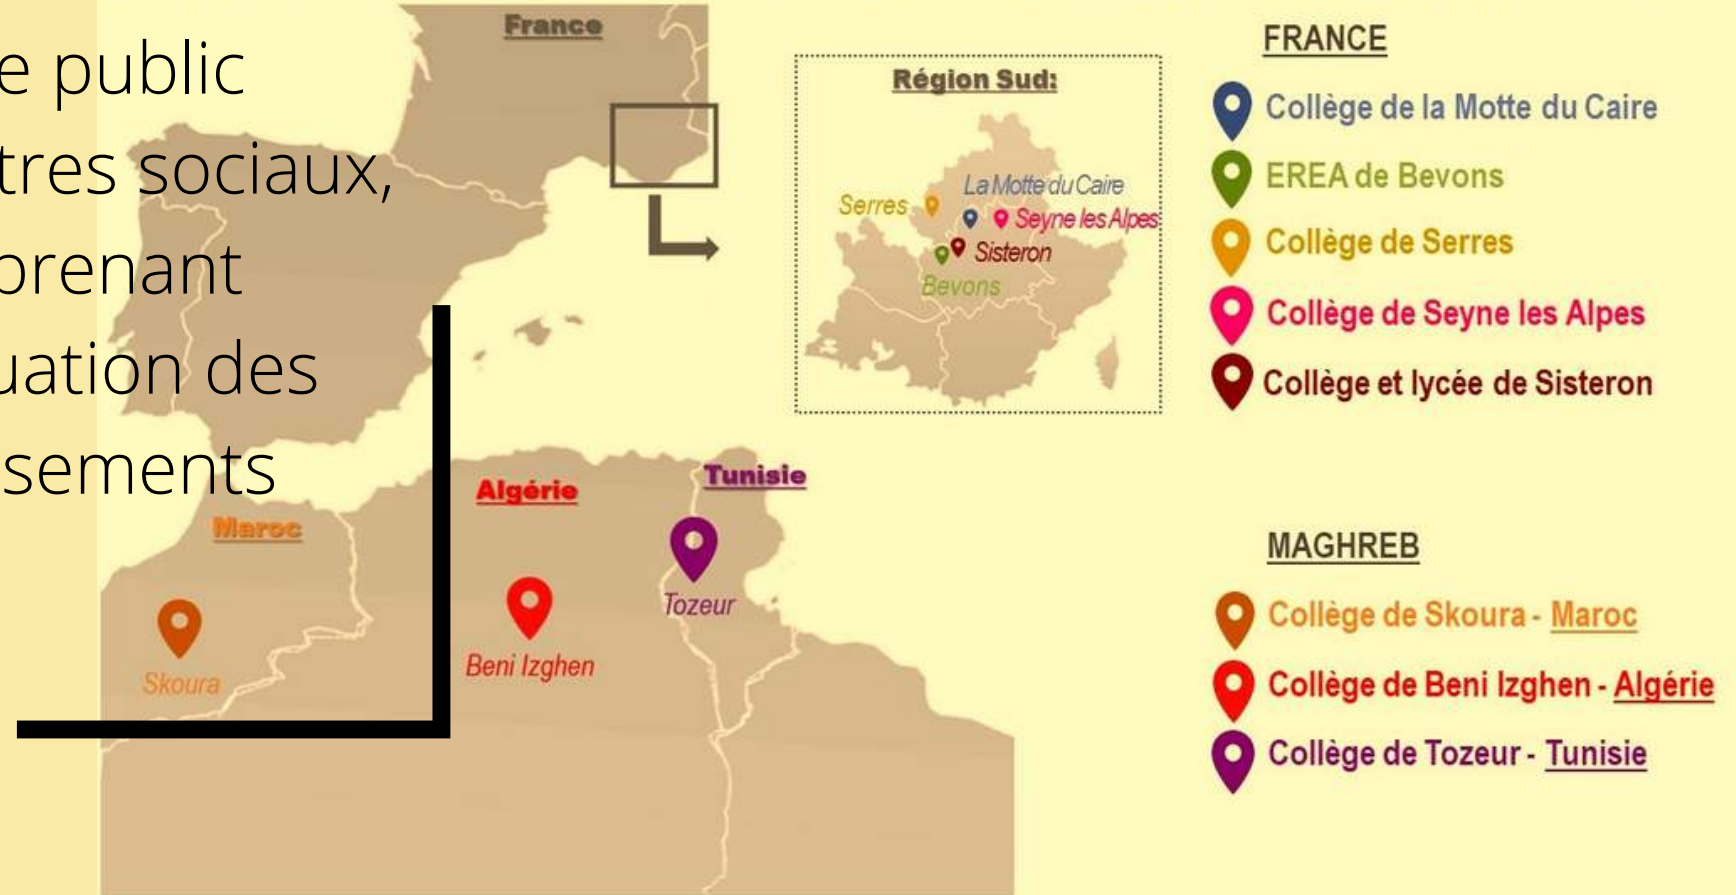 e public
tres sociaux,
prenant
uation des
sements
France
Région Sud:
La Motte du Caire
Serres
Seyne les Alpes
Sisteron
Bevons
Algérie
Tunisie
Maroc
Tozeur
Beni Izghen
Skoura
FRANCE
Collège de la Motte du Caire
EREA de Bevons
Collège de Serres
Collège de Seyne les Alpes
Collège et lycée de Sisteron
MAGHREB
Collège de Skoura - Maroc
Collège de Beni Izghen - Algérie
Collège de Tozeur - Tunisie